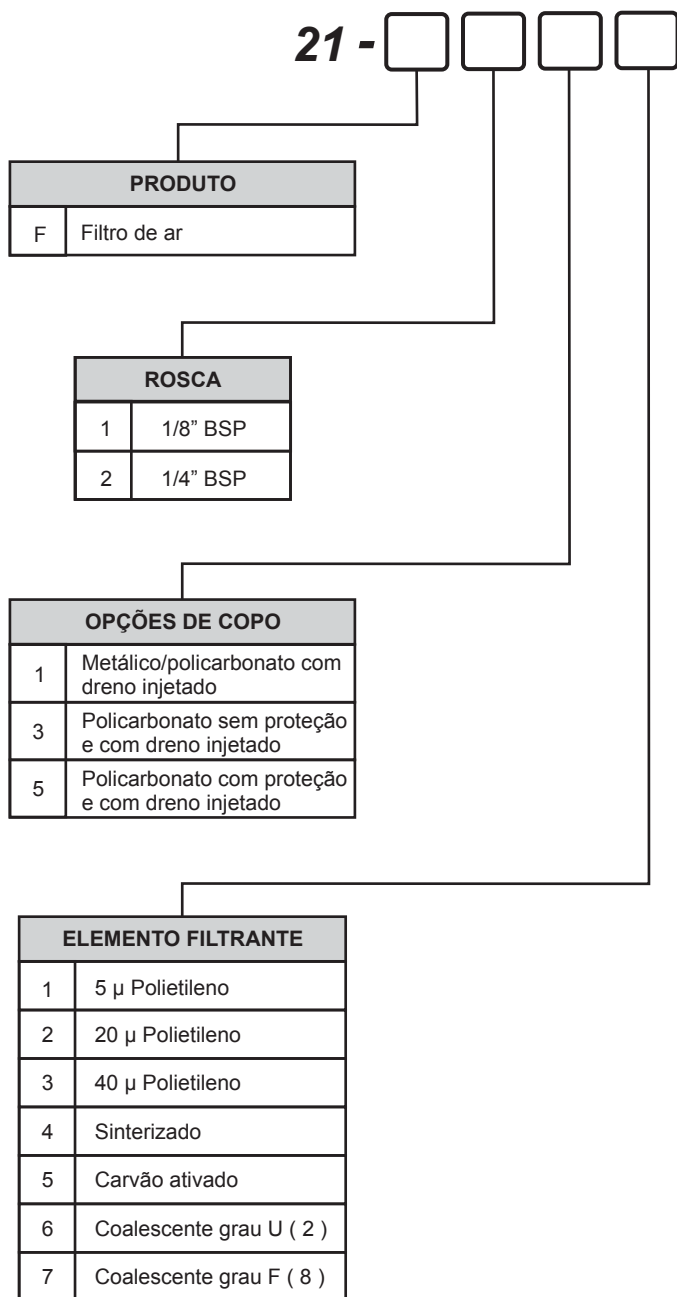 21 -
PRODUTO
F Filtro de ar
ROSCA
1 1/8” BSP
2 1/4” BSP
OPÇÕES DE COPO
1 Metálico/policarbonato com
dreno injetado
3 Policarbonato sem proteção
e com dreno injetado
5 Policarbonato com proteção
e com dreno injetado
ELEMENTO FILTRANTE
1 5 µ Polietileno
2 20 µ Polietileno
3 40 µ Polietileno
4 Sinterizado
5 Carvão ativado
6 Coalescente grau U ( 2 )
7 Coalescente grau F ( 8 )